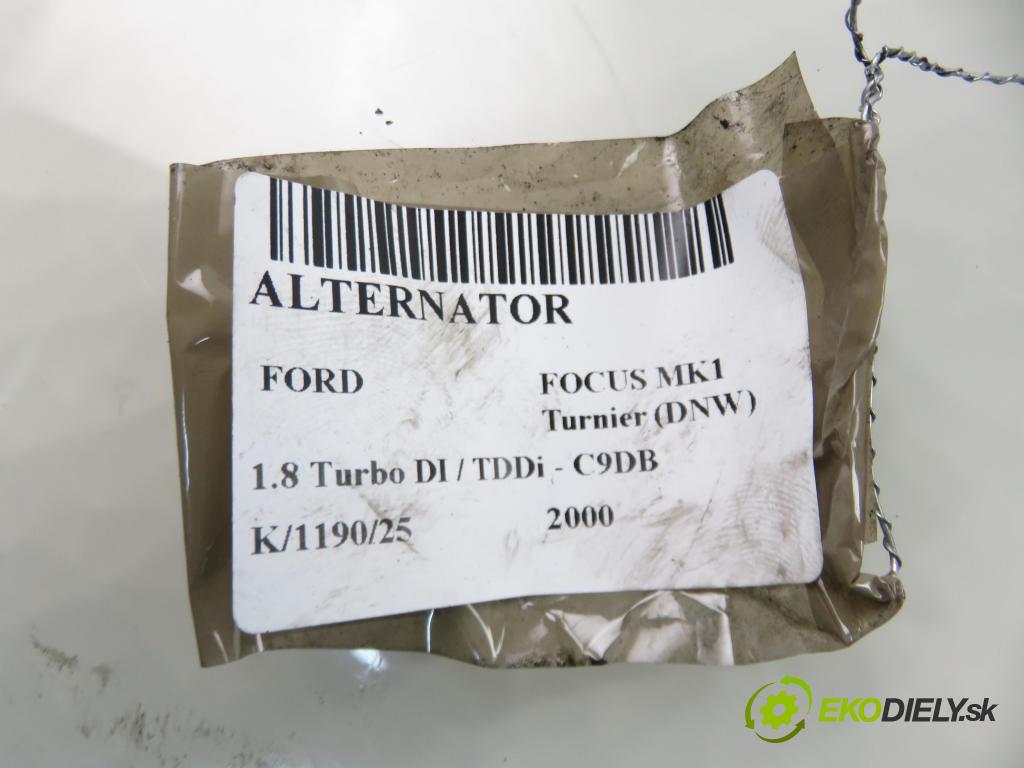 ALTERNATOR
FORD
FOCUS MK1
Turnier (DNW)
1.8 Turbo DI / TDDi - C9DB
K/1190/25
2000
EKODIELY.sk